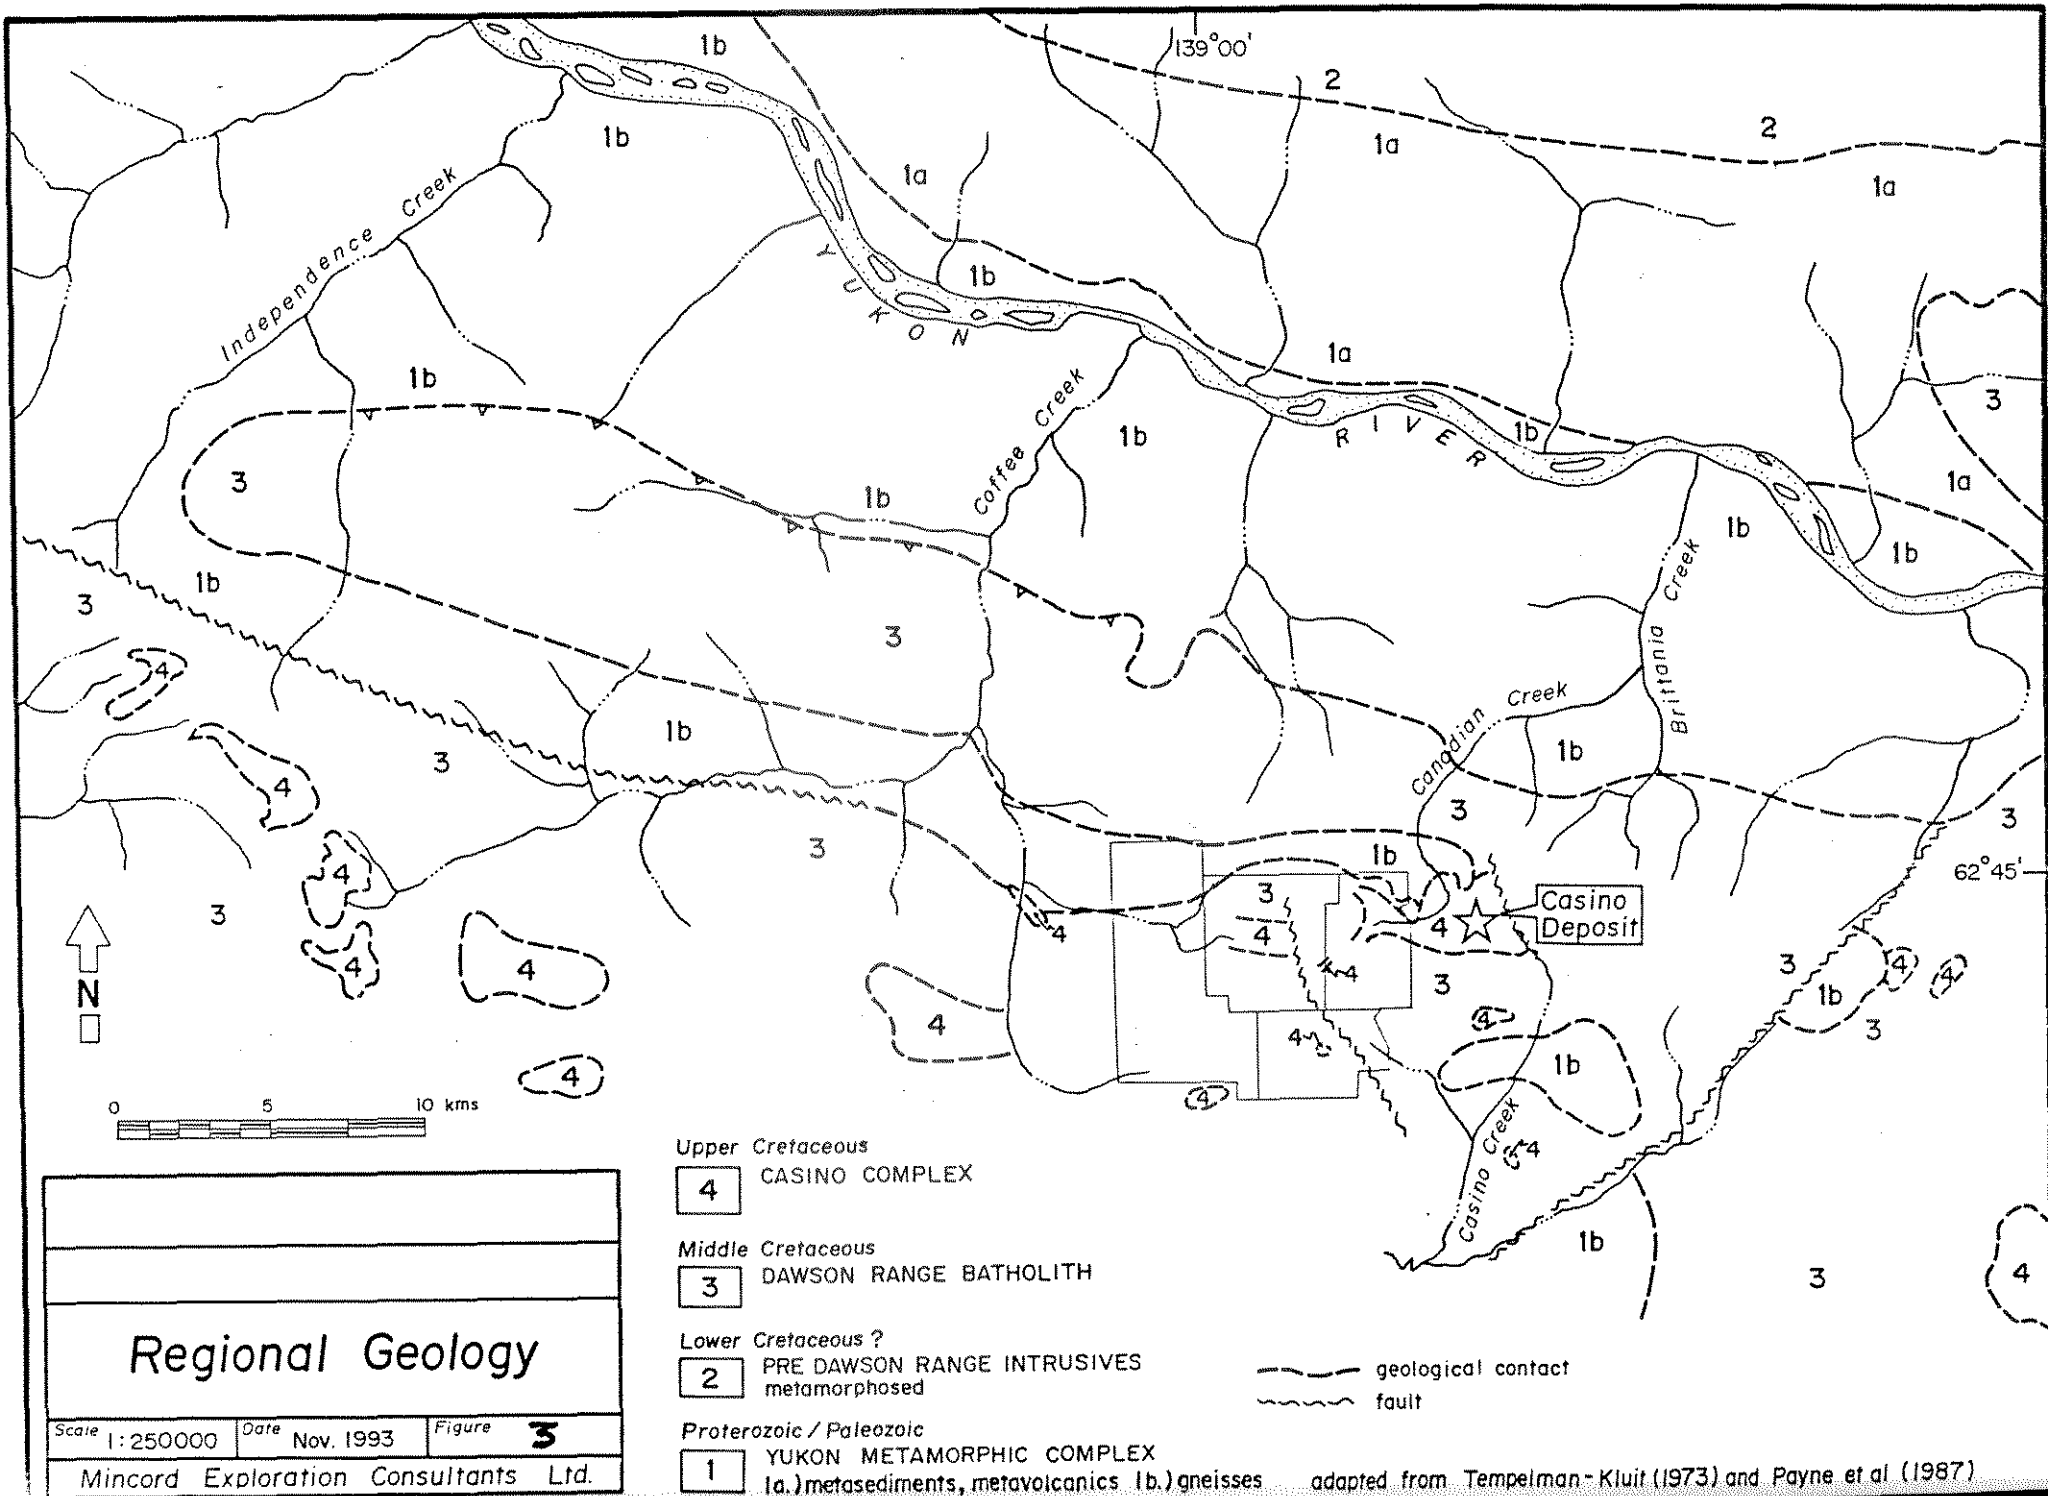 139°00'
1b
2
2
1b
1a
1a
1a
Independence Creek
1b
YUKON
1a
1b
3
Coffee Creek
1b
RIVER
1b
3
1b
1a
1b
1b
1b
3
3
4
Brittania Creek
Canadian Creek
1b
1b
3
4
3
3
3
4
1b
62°45'
3
3
4
Casino
Deposit
4
4
4
4
3
3
4
1b
4
3
4
4
N
4
4
1b
4
4
Casino Creek
4
1b
3
4
0 5 10 kms
Upper Cretaceous
4 CASINO COMPLEX
Middle Cretaceous
3 DAWSON RANGE BATHOLITH
Lower Cretaceous ?
2 PRE DAWSON RANGE INTRUSIVES
metamorphosed
Proterozoic / Paleozoic
1 YUKON METAMORPHIC COMPLEX
1a.) metasediments, metavolcanics 1b.) gneisses
geological contact
fault
adapted from Tempelman-Kluit (1973) and Payne et al (1987)
Regional Geology
Scale 1:250000 Date Nov. 1993 Figure 3
Mincord Exploration Consultants Ltd.